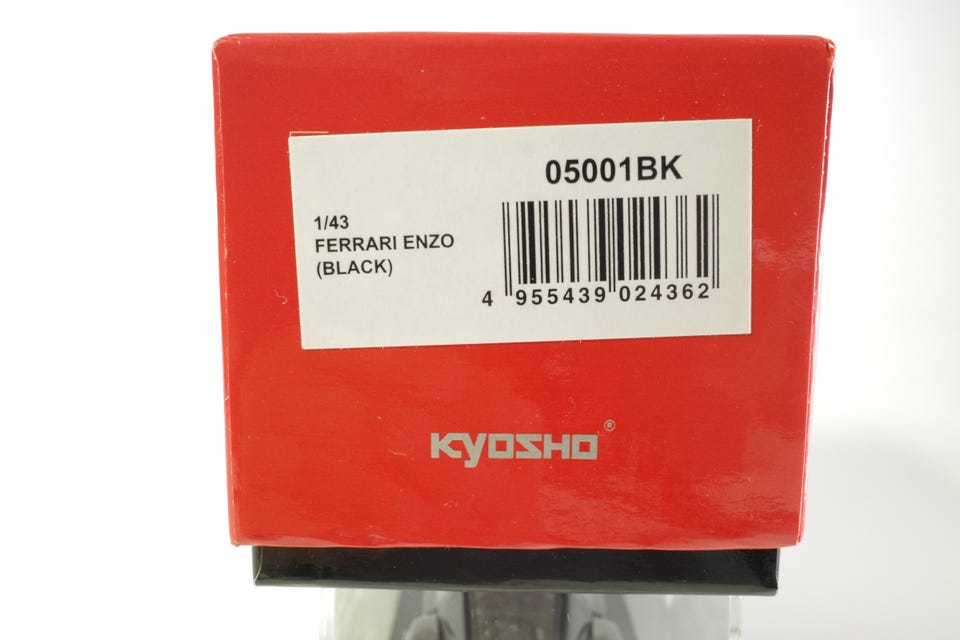 05001BK
1/43
FERRARI ENZO
(BLACK)
4 955439 024362
KYOSHO®